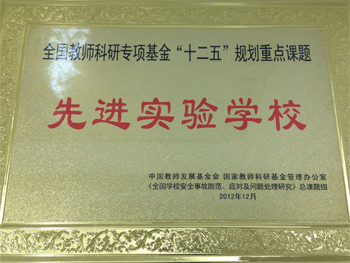 全国教师科研专项基金“十二五”规划重点课题
先进实验学校
中国教师发展基金会 国家教师科研基金管理办公室
《全国学校安全事故防范、应对及问题处理研究》总课题组
2012年12月